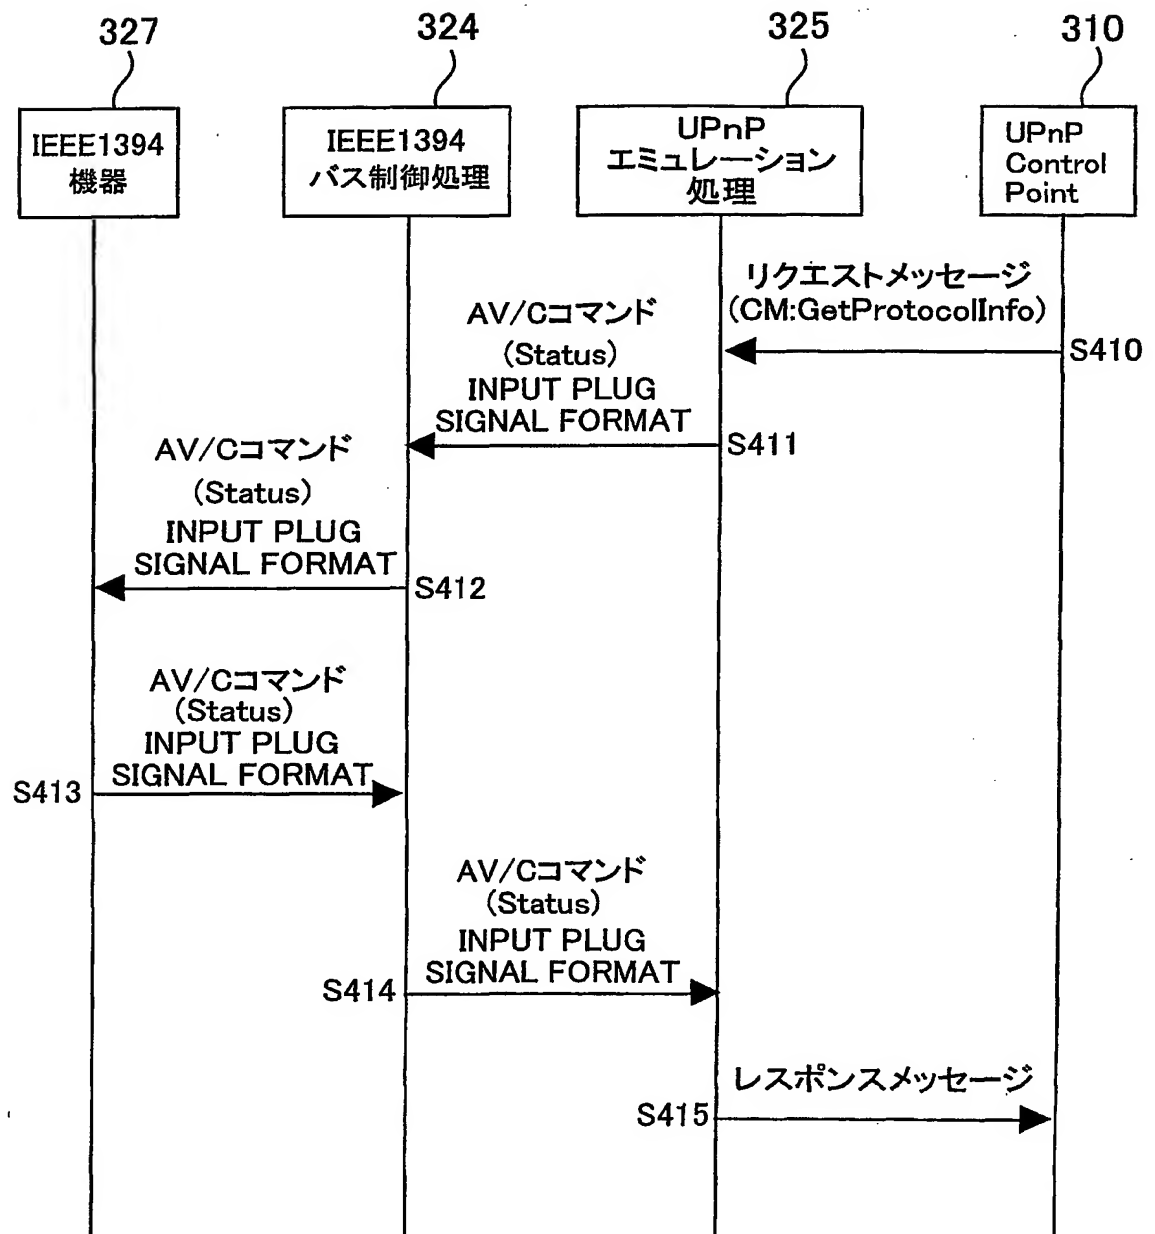 327
324
325
310
IEEE1394
機器
IEEE1394
バス制御処理
UPnP
エミュレーション
処理
UPnP
Control
Point
リクエストメッセージ
(CM:GetProtocolInfo)
S410
AV/Cコマンド
(Status)
INPUT PLUG
SIGNAL FORMAT
S411
AV/Cコマンド
(Status)
INPUT PLUG
SIGNAL FORMAT
S412
AV/Cコマンド
(Status)
INPUT PLUG
SIGNAL FORMAT
S413
AV/Cコマンド
(Status)
INPUT PLUG
SIGNAL FORMAT
S414
レスポンスメッセージ
S415